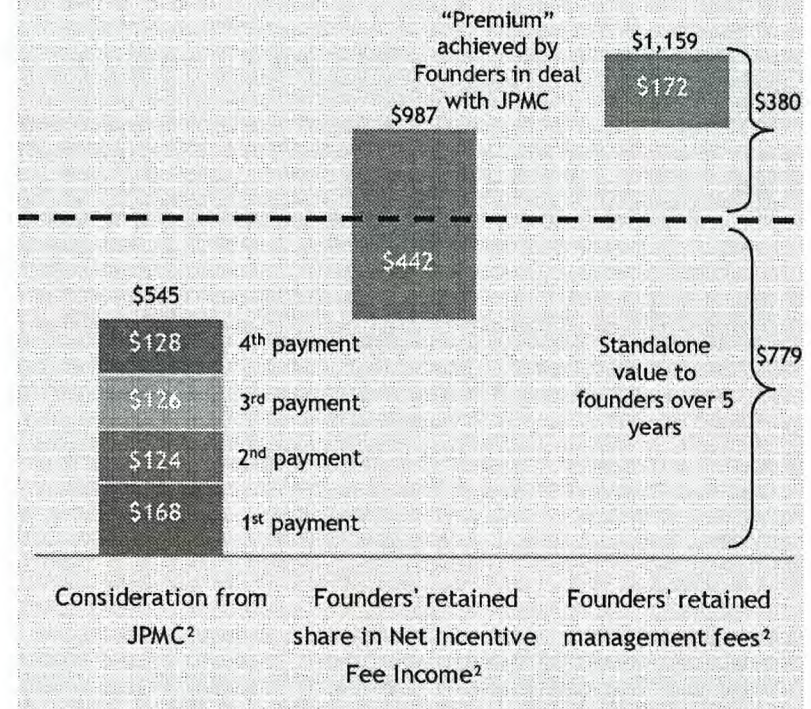 “Premium”
achieved by
Founders in deal
with JPMC
$987
$1,159
$172
$380
$442
$545
$128
4th payment
$126
3rd payment
$124
2nd payment
$168
1st payment
Standalone
value to
founders over 5
years
$779
Consideration from
JPMC²
Founders' retained
share in Net Incentive
Fee Income²
Founders' retained
management fees²